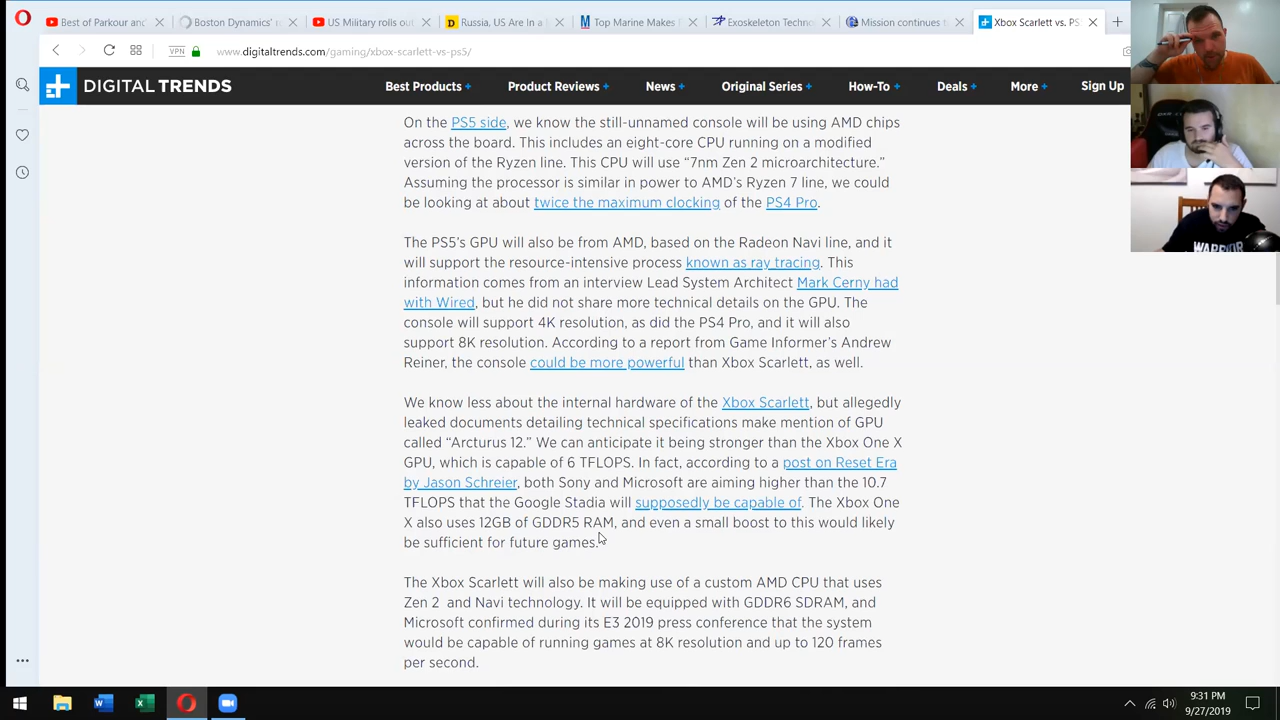 Best of Parkour and
Boston Dynamics' r
US Military rolls out
Russia, US Are In a
Top Marine Makes
Exoskeleton Techn
Mission continues f
Xbox Scarlett vs. PS
VPN
www.digitaltrends.com/gaming/xbox-scarlett-vs-ps5/
DIGITAL TRENDS
Best Products +
Product Reviews +
News +
Original Series +
How-To +
Deals +
More +
Sign Up
On the PS5 side, we know the still-unnamed console will be using AMD chips
across the board. This includes an eight-core CPU running on a modified
version of the Ryzen line. This CPU will use “7nm Zen 2 microarchitecture.”
Assuming the processor is similar in power to AMD’s Ryzen 7 line, we could
be looking at about twice the maximum clocking of the PS4 Pro.
The PS5’s GPU will also be from AMD, based on the Radeon Navi line, and it
will support the resource-intensive process known as ray tracing. This
information comes from an interview Lead System Architect Mark Cerny had
with Wired, but he did not share more technical details on the GPU. The
console will support 4K resolution, as did the PS4 Pro, and it will also
support 8K resolution. According to a report from Game Informer’s Andrew
Reiner, the console could be more powerful than Xbox Scarlett, as well.
We know less about the internal hardware of the Xbox Scarlett, but allegedly
leaked documents detailing technical specifications make mention of GPU
called “Arcturus 12.” We can anticipate it being stronger than the Xbox One X
GPU, which is capable of 6 TFLOPS. In fact, according to a post on Reset Era
by Jason Schreier, both Sony and Microsoft are aiming higher than the 10.7
TFLOPS that the Google Stadia will supposedly be capable of. The Xbox One
X also uses 12GB of GDDR5 RAM, and even a small boost to this would likely
be sufficient for future games.
The Xbox Scarlett will also be making use of a custom AMD CPU that uses
Zen 2 and Navi technology. It will be equipped with GDDR6 SDRAM, and
Microsoft confirmed during its E3 2019 press conference that the system
would be capable of running games at 8K resolution and up to 120 frames
per second.
WARRIOR
9:31 PM
9/27/2019